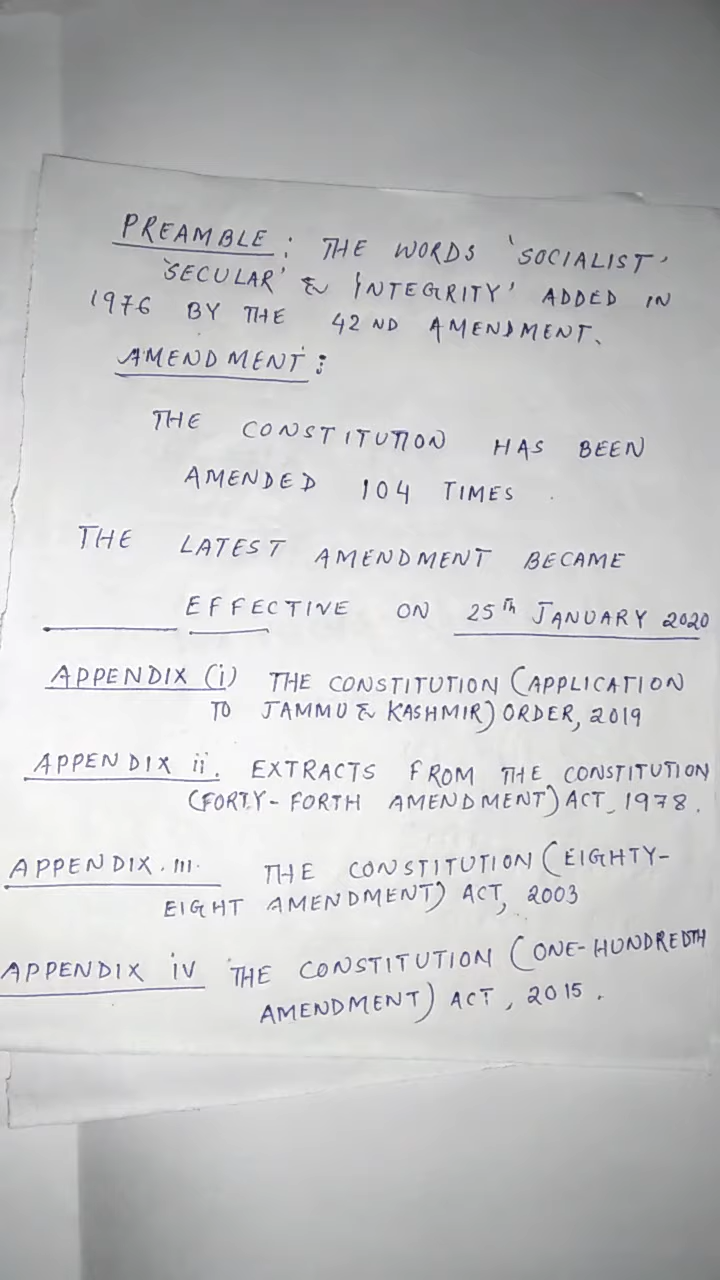 PREAMBLE: THE WORDS 'SOCIALIST'
'SECULAR' & 'INTEGRITY' ADDED IN
1976 BY THE 42ND AMENDMENT.
AMENDMENT:
THE CONSTITUTION HAS BEEN
AMENDED 104 TIMES.
THE LATEST AMENDMENT BECAME
EFFECTIVE ON 25th JANUARY 2020
APPENDIX (i) THE CONSTITUTION (APPLICATION
TO JAMMU & KASHMIR) ORDER, 2019
APPENDIX ii. EXTRACTS FROM THE CONSTITUTION
(FORTY-FORTH AMENDMENT) ACT, 1978.
APPENDIX.III. THE CONSTITUTION (EIGHTY-
EIGHT AMENDMENT) ACT, 2003
APPENDIX iV THE CONSTITUTION (ONE-HUNDREDTH
AMENDMENT) ACT, 2015.